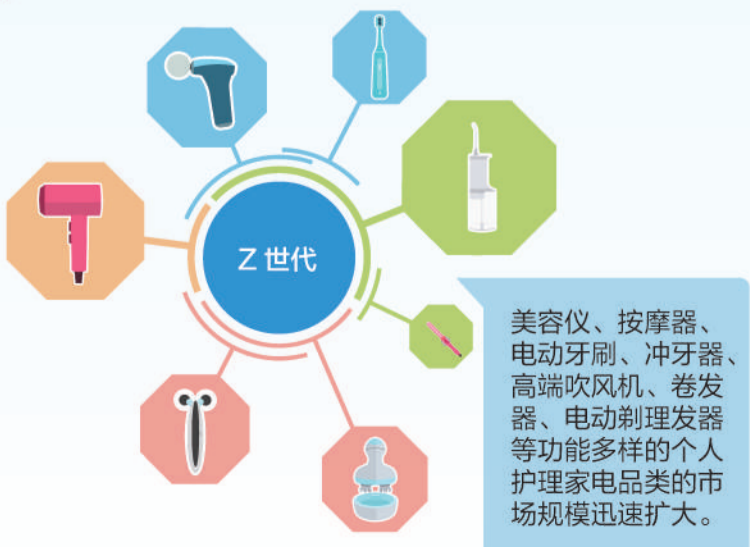 Z 世代
美容仪、按摩器、
电动牙刷、冲牙器、
高端吹风机、卷发
器、电动剃理发器
等功能多样的个人
护理家电品类的市
场规模迅速扩大。